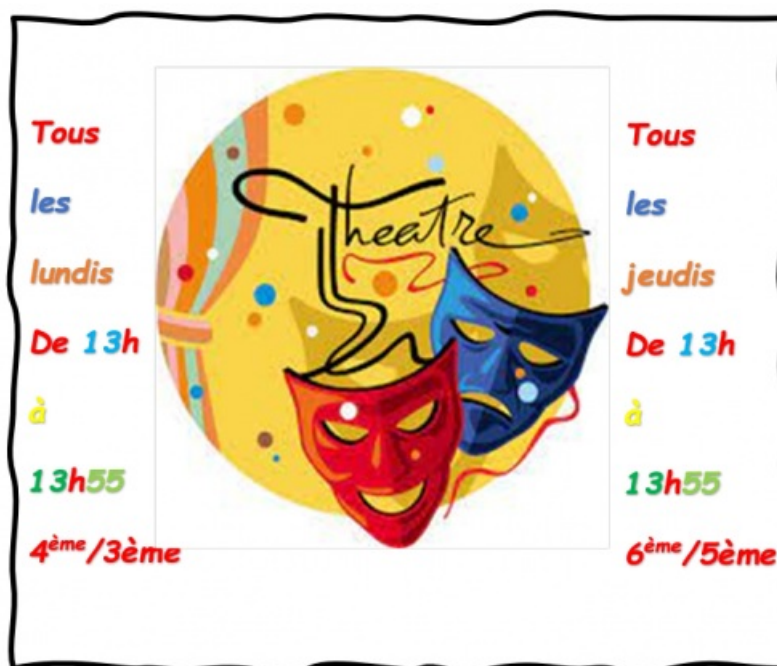 Tous
les
lundis
De 13h
à
13h55
4ème/3ème
Theatre
Tous
les
jeudis
De 13h
à
13h55
6ème/5ème